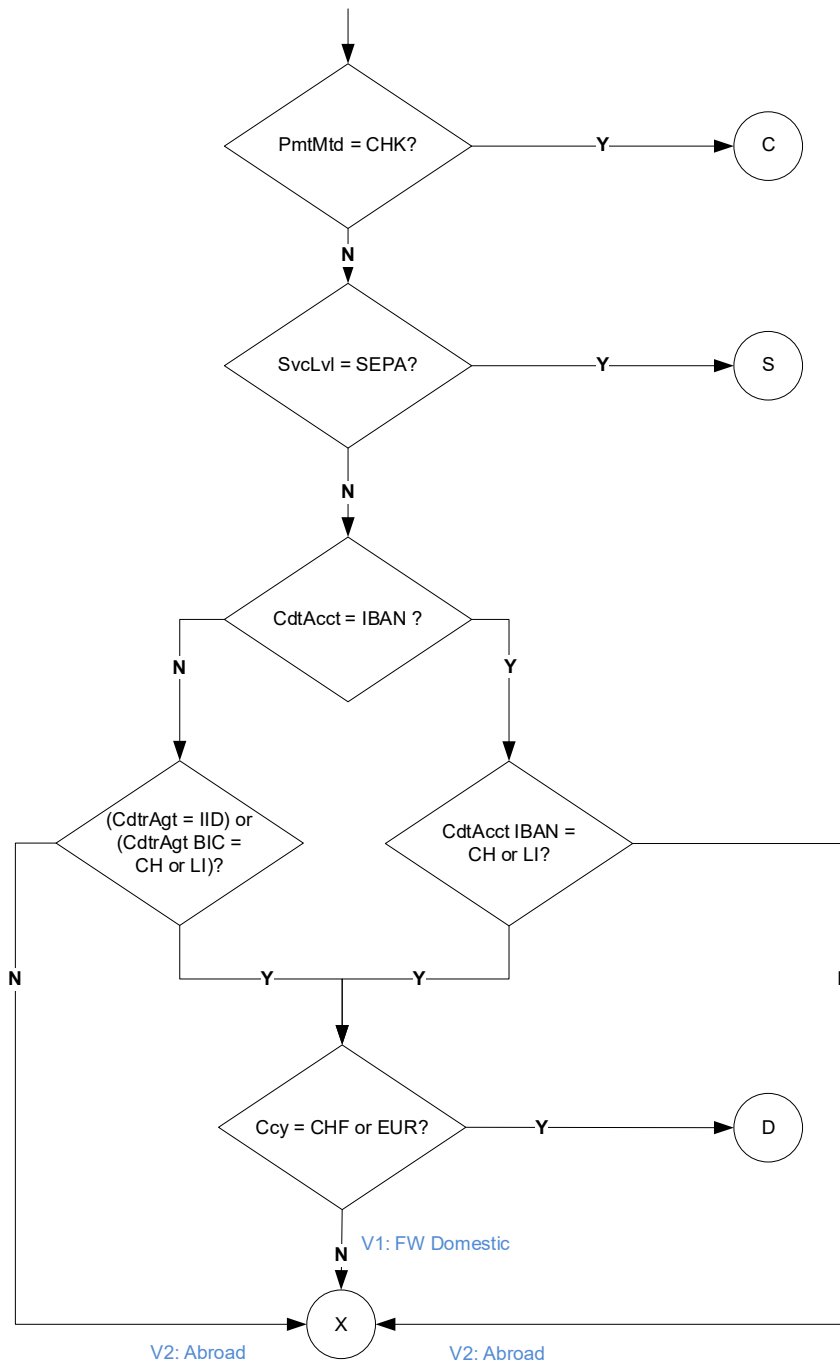 PmtMtd = CHK?
Y
C
N
SvcLvl = SEPA?
Y
S
N
CdtAcct = IBAN ?
N
Y
(CdtrAgt = IID) or
(CdtrAgt BIC =
CH or LI)?
CdtAcct IBAN =
CH or LI?
N
Y
Y
Ccy = CHF or EUR?
Y
D
V1: FW Domestic
N
X
V2: Abroad
V2: Abroad